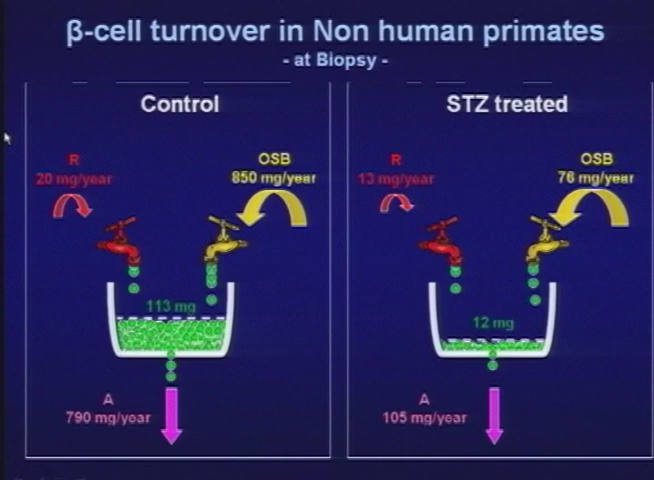 β-cell turnover in Non human primates
- at Biopsy -
Control
R
20 mg/year
OSB
850 mg/year
113 mg
A
790 mg/year
STZ treated
R
13 mg/year
OSB
76 mg/year
12 mg
A
105 mg/year